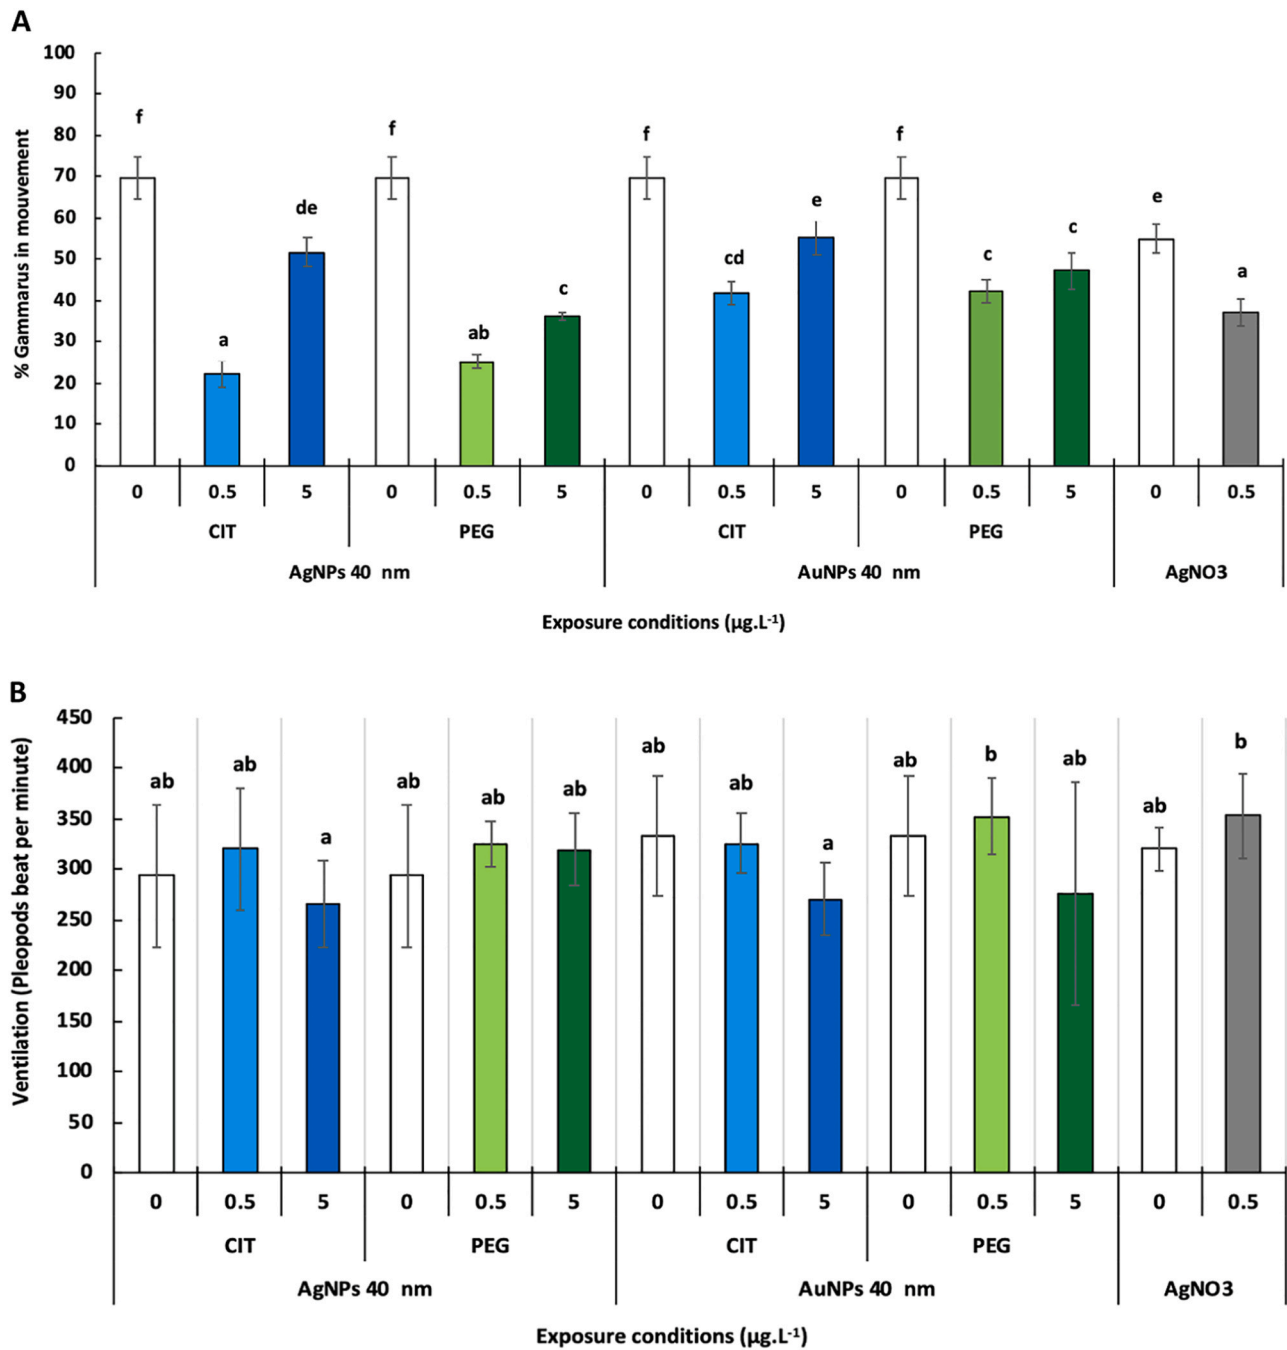 A
% Gammarus in mouvement
100
90
80
70
60
50
40
30
20
10
0
f
a
de
f
ab
c
f
cd
e
f
c
c
e
a
0 0.5 5 0 0.5 5 0 0.5 5 0 0.5 5 0 0.5
CIT PEG CIT PEG
AgNPs 40 nm AuNPs 40 nm AgNO3
Exposure conditions (µg.L⁻¹)
B
Ventilation (Pleopods beat per minute)
450
400
350
300
250
200
150
100
50
0
ab
ab
a
ab
ab
ab
ab
ab
a
ab
b
ab
ab
b
0 0.5 5 0 0.5 5 0 0.5 5 0 0.5 5 0 0.5
CIT PEG CIT PEG
AgNPs 40 nm AuNPs 40 nm AgNO3
Exposure conditions (µg.L⁻¹)